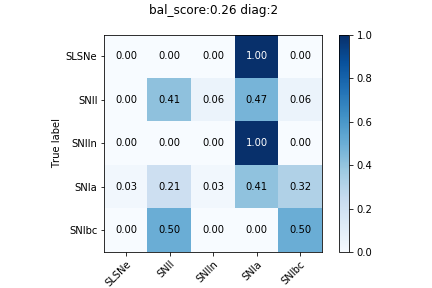 bal_score:0.26 diag:2
True label
SLSNe 0.00 0.00 0.00 1.00 0.00
SNII 0.00 0.41 0.06 0.47 0.06
SNIIn 0.00 0.00 0.00 1.00 0.00
SNIa 0.03 0.21 0.03 0.41 0.32
SNIbc 0.00 0.50 0.00 0.00 0.50
SLSNe SNII SNIIn SNIa SNIbc
1.0
0.8
0.6
0.4
0.2
0.0